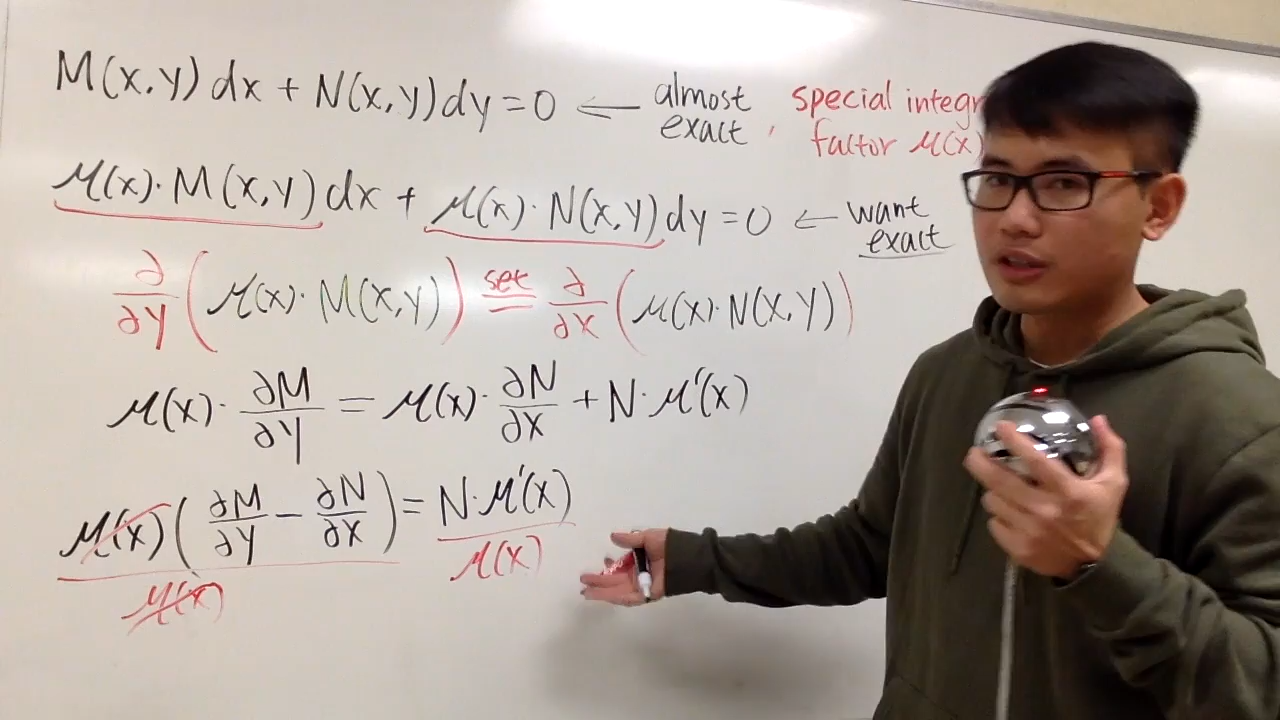 M(x,y) dx + N(x,y) dy = 0 ← almost exact, special integr factor μ(x)
μ(x)· M(x,y) dx + μ(x)· N(x,y) dy = 0 ← want exact
∂/∂y ( μ(x)· M(x,y) ) set = ∂/∂x ( μ(x)· N(x,y) )
μ(x)· ∂M/∂y = μ(x)· ∂N/∂x + N· μ'(x)
μ(x) ( ∂M/∂y − ∂N/∂x ) / μ(x) = N· μ'(x) / μ(x)